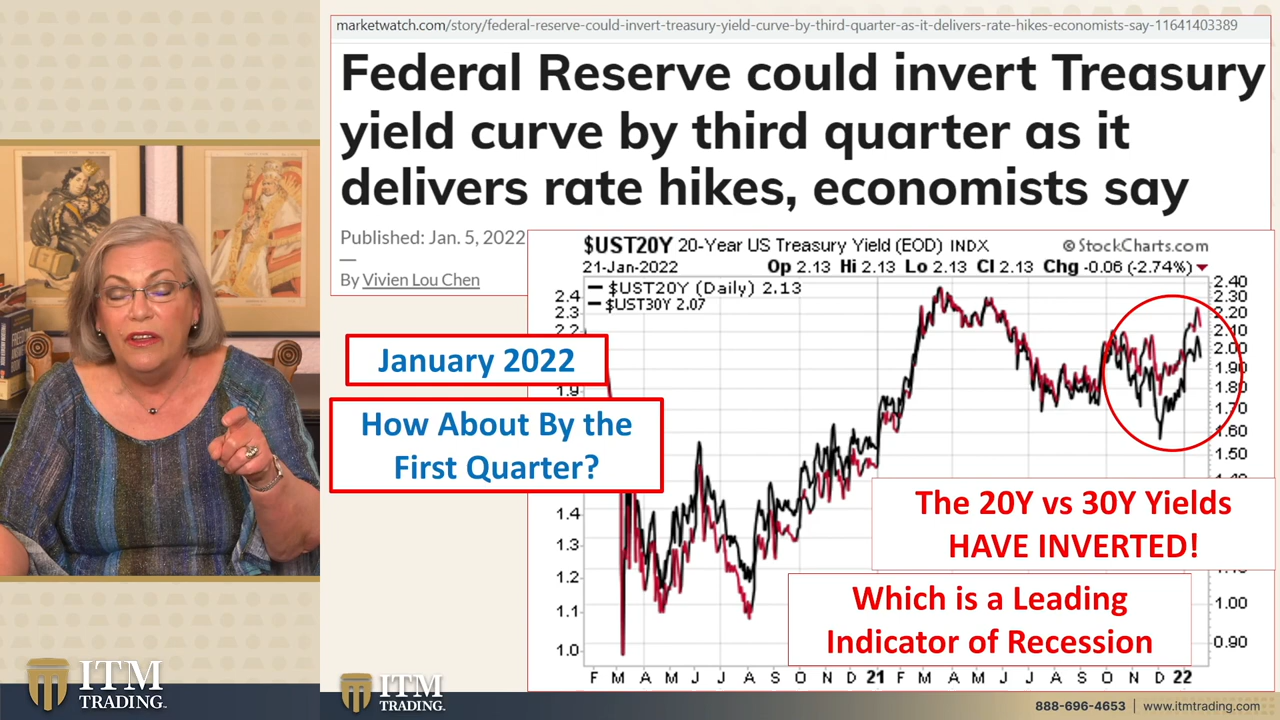 marketwatch.com/story/federal-reserve-could-invert-treasury-yield-curve-by-third-quarter-as-it-delivers-rate-hikes-economists-say-11641403389
Federal Reserve could invert Treasury
yield curve by third quarter as it
delivers rate hikes, economists say
Published: Jan. 5, 2022
By Vivien Lou Chen
$UST20Y 20-Year US Treasury Yield (EOD) INDX
© StockCharts.com
21-Jan-2022
Op 2.13 Hi 2.13 Lo 2.13 Cl 2.13 Chg -0.06 (-2.74%)
$UST20Y (Daily) 2.13
$UST30Y 2.07
2.4
2.3
2.2
1.9
1.4
1.3
1.2
1.1
1.0
2.40
2.30
2.20
2.10
2.00
1.90
1.80
1.70
1.60
1.50
1.00
0.90
January 2022
How About By the
First Quarter?
The 20Y vs 30Y Yields
HAVE INVERTED!
Which is a Leading
Indicator of Recession
F M A M J J A S O N D 21 F M A M J J A S O N D 22
ITM
TRADING
ITM
TRADING
888-696-4653 | www.itmtrading.com